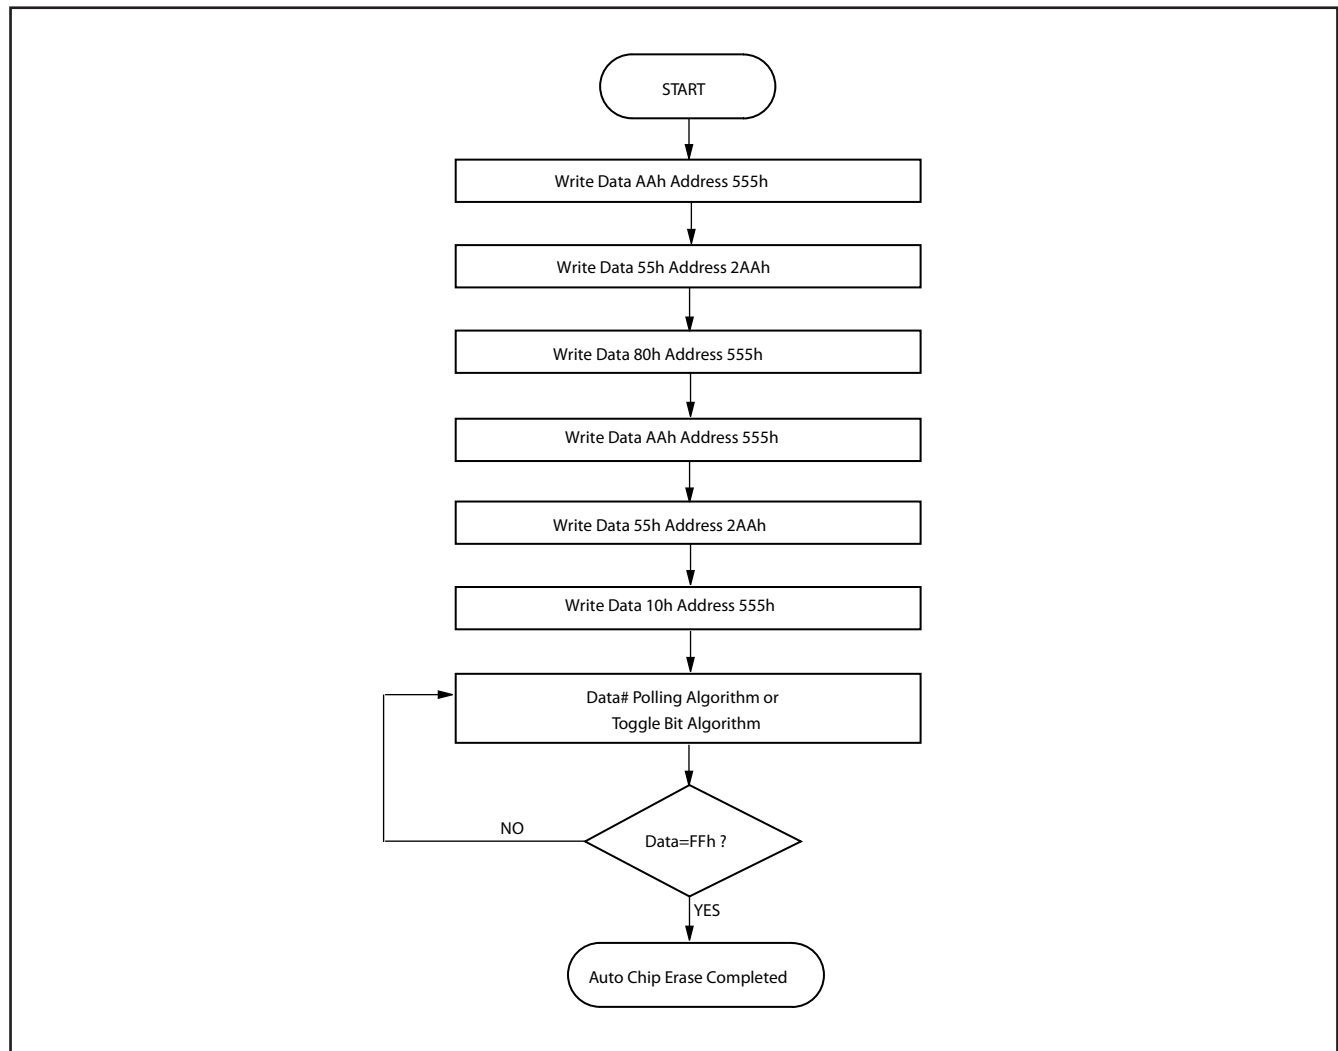 START
Write Data AAh Address 555h
Write Data 55h Address 2AAh
Write Data 80h Address 555h
Write Data AAh Address 555h
Write Data 55h Address 2AAh
Write Data 10h Address 555h
Data# Polling Algorithm or
Toggle Bit Algorithm
NO
Data=FFh ?
YES
Auto Chip Erase Completed